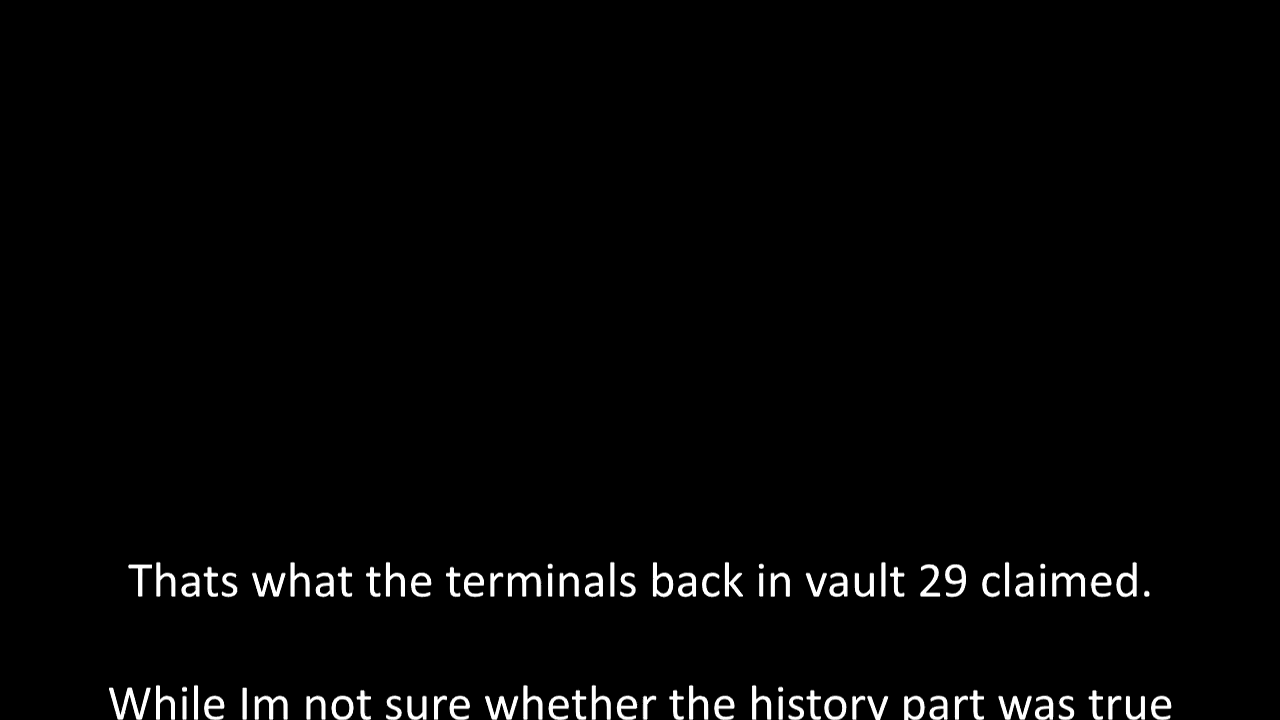 Thats what the terminals back in vault 29 claimed.
While Im not sure whether the history part was true